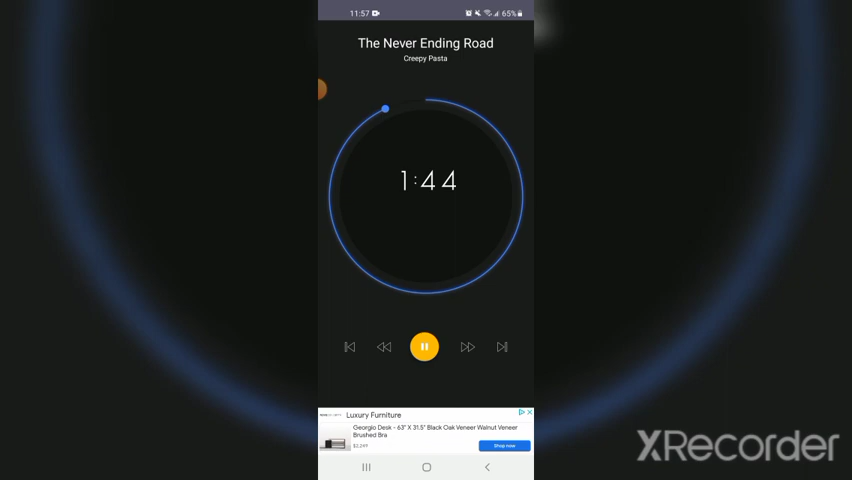 11:57
65%
The Never Ending Road
Creepy Pasta
1:44
Luxury Furniture
Georgio Desk - 63" X 31.5" Black Oak Veneer Walnut Veneer
Brushed Bra
$2,249
Shop now
XRecorder